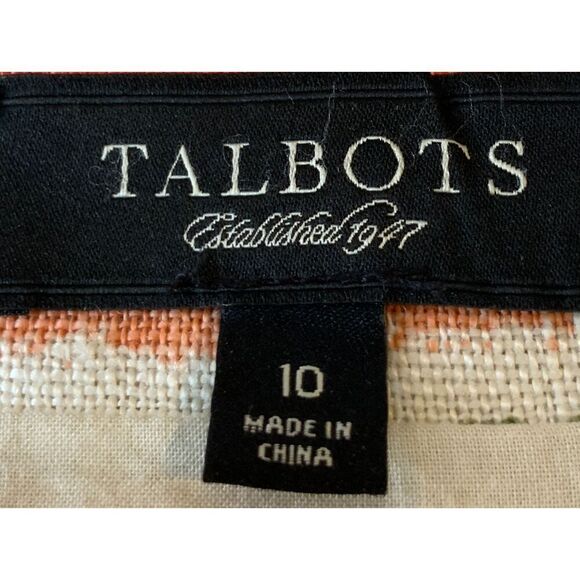 TALBOTS
Established 1947
10
MADE IN
CHINA